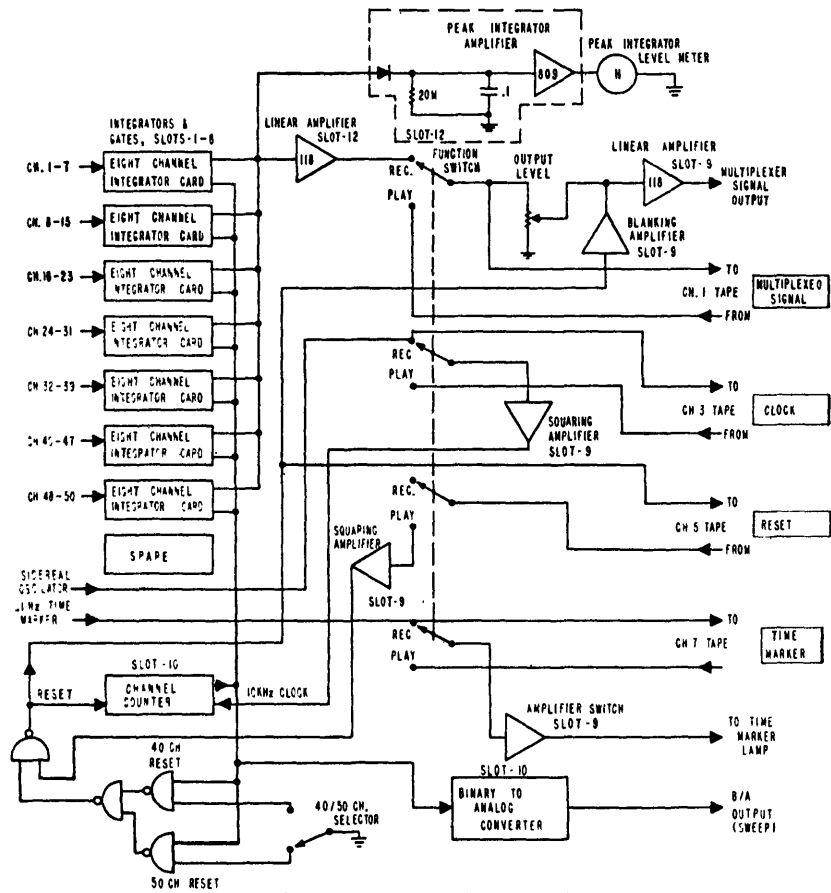 PEAK INTEGRATOR
AMPLIFIER
PEAK INTEGRATOR
LEVEL METER
809
20M
.1
SLOT-12
INTEGRATORS &
GATES, SLOTS-1-8
LINEAR AMPLIFIER
SLOT-12
118
FUNCTION
SWITCH
REC.
PLAY
OUTPUT
LEVEL
LINEAR AMPLIFIER
SLOT-9
118
MULTIPLEXER
SIGNAL
OUTPUT
BLANKING
AMPLIFIER
SLOT-9
CH. 1-7
EIGHT CHANNEL
INTEGRATOR CARD
CH. 8-15
EIGHT CHANNEL
INTEGRATOR CARD
CH. 16-23
EIGHT CHANNEL
INTEGRATOR CARD
CH 24-31
EIGHT CHANNEL
INTEGRATOR CARD
CH 32-39
EIGHT CHANNEL
INTEGRATOR CARD
CH 40-47
EIGHT CHANNEL
INTEGRATOR CARD
CH 48-50
EIGHT CHANNEL
INTEGRATOR CARD
SPARE
TO
CH. 1 TAPE
FROM
MULTIPLEXED
SIGNAL
REC
PLAY
TO
CH 3 TAPE
FROM
CLOCK
SQUARING
AMPLIFIER
SLOT-9
REC.
PLAY
TO
CH 5 TAPE
FROM
RESET
SQUARING
AMPLIFIER
SLOT-9
SIDEREAL
OSCILATOR
HZ TIME
MARKER
REC
PLAY
TO
CH 7 TAPE
FROM
TIME
MARKER
SLOT-10
CHANNEL
COUNTER
RESET
10KHz CLOCK
AMPLIFIER SWITCH
SLOT-9
TO TIME
MARKER
LAMP
40 CH
RESET
50 CH RESET
40/50 CH.
SELECTOR
SLOT-10
BINARY TO
ANALOG
CONVERTER
B/A
OUTPUT
(SWEEP)